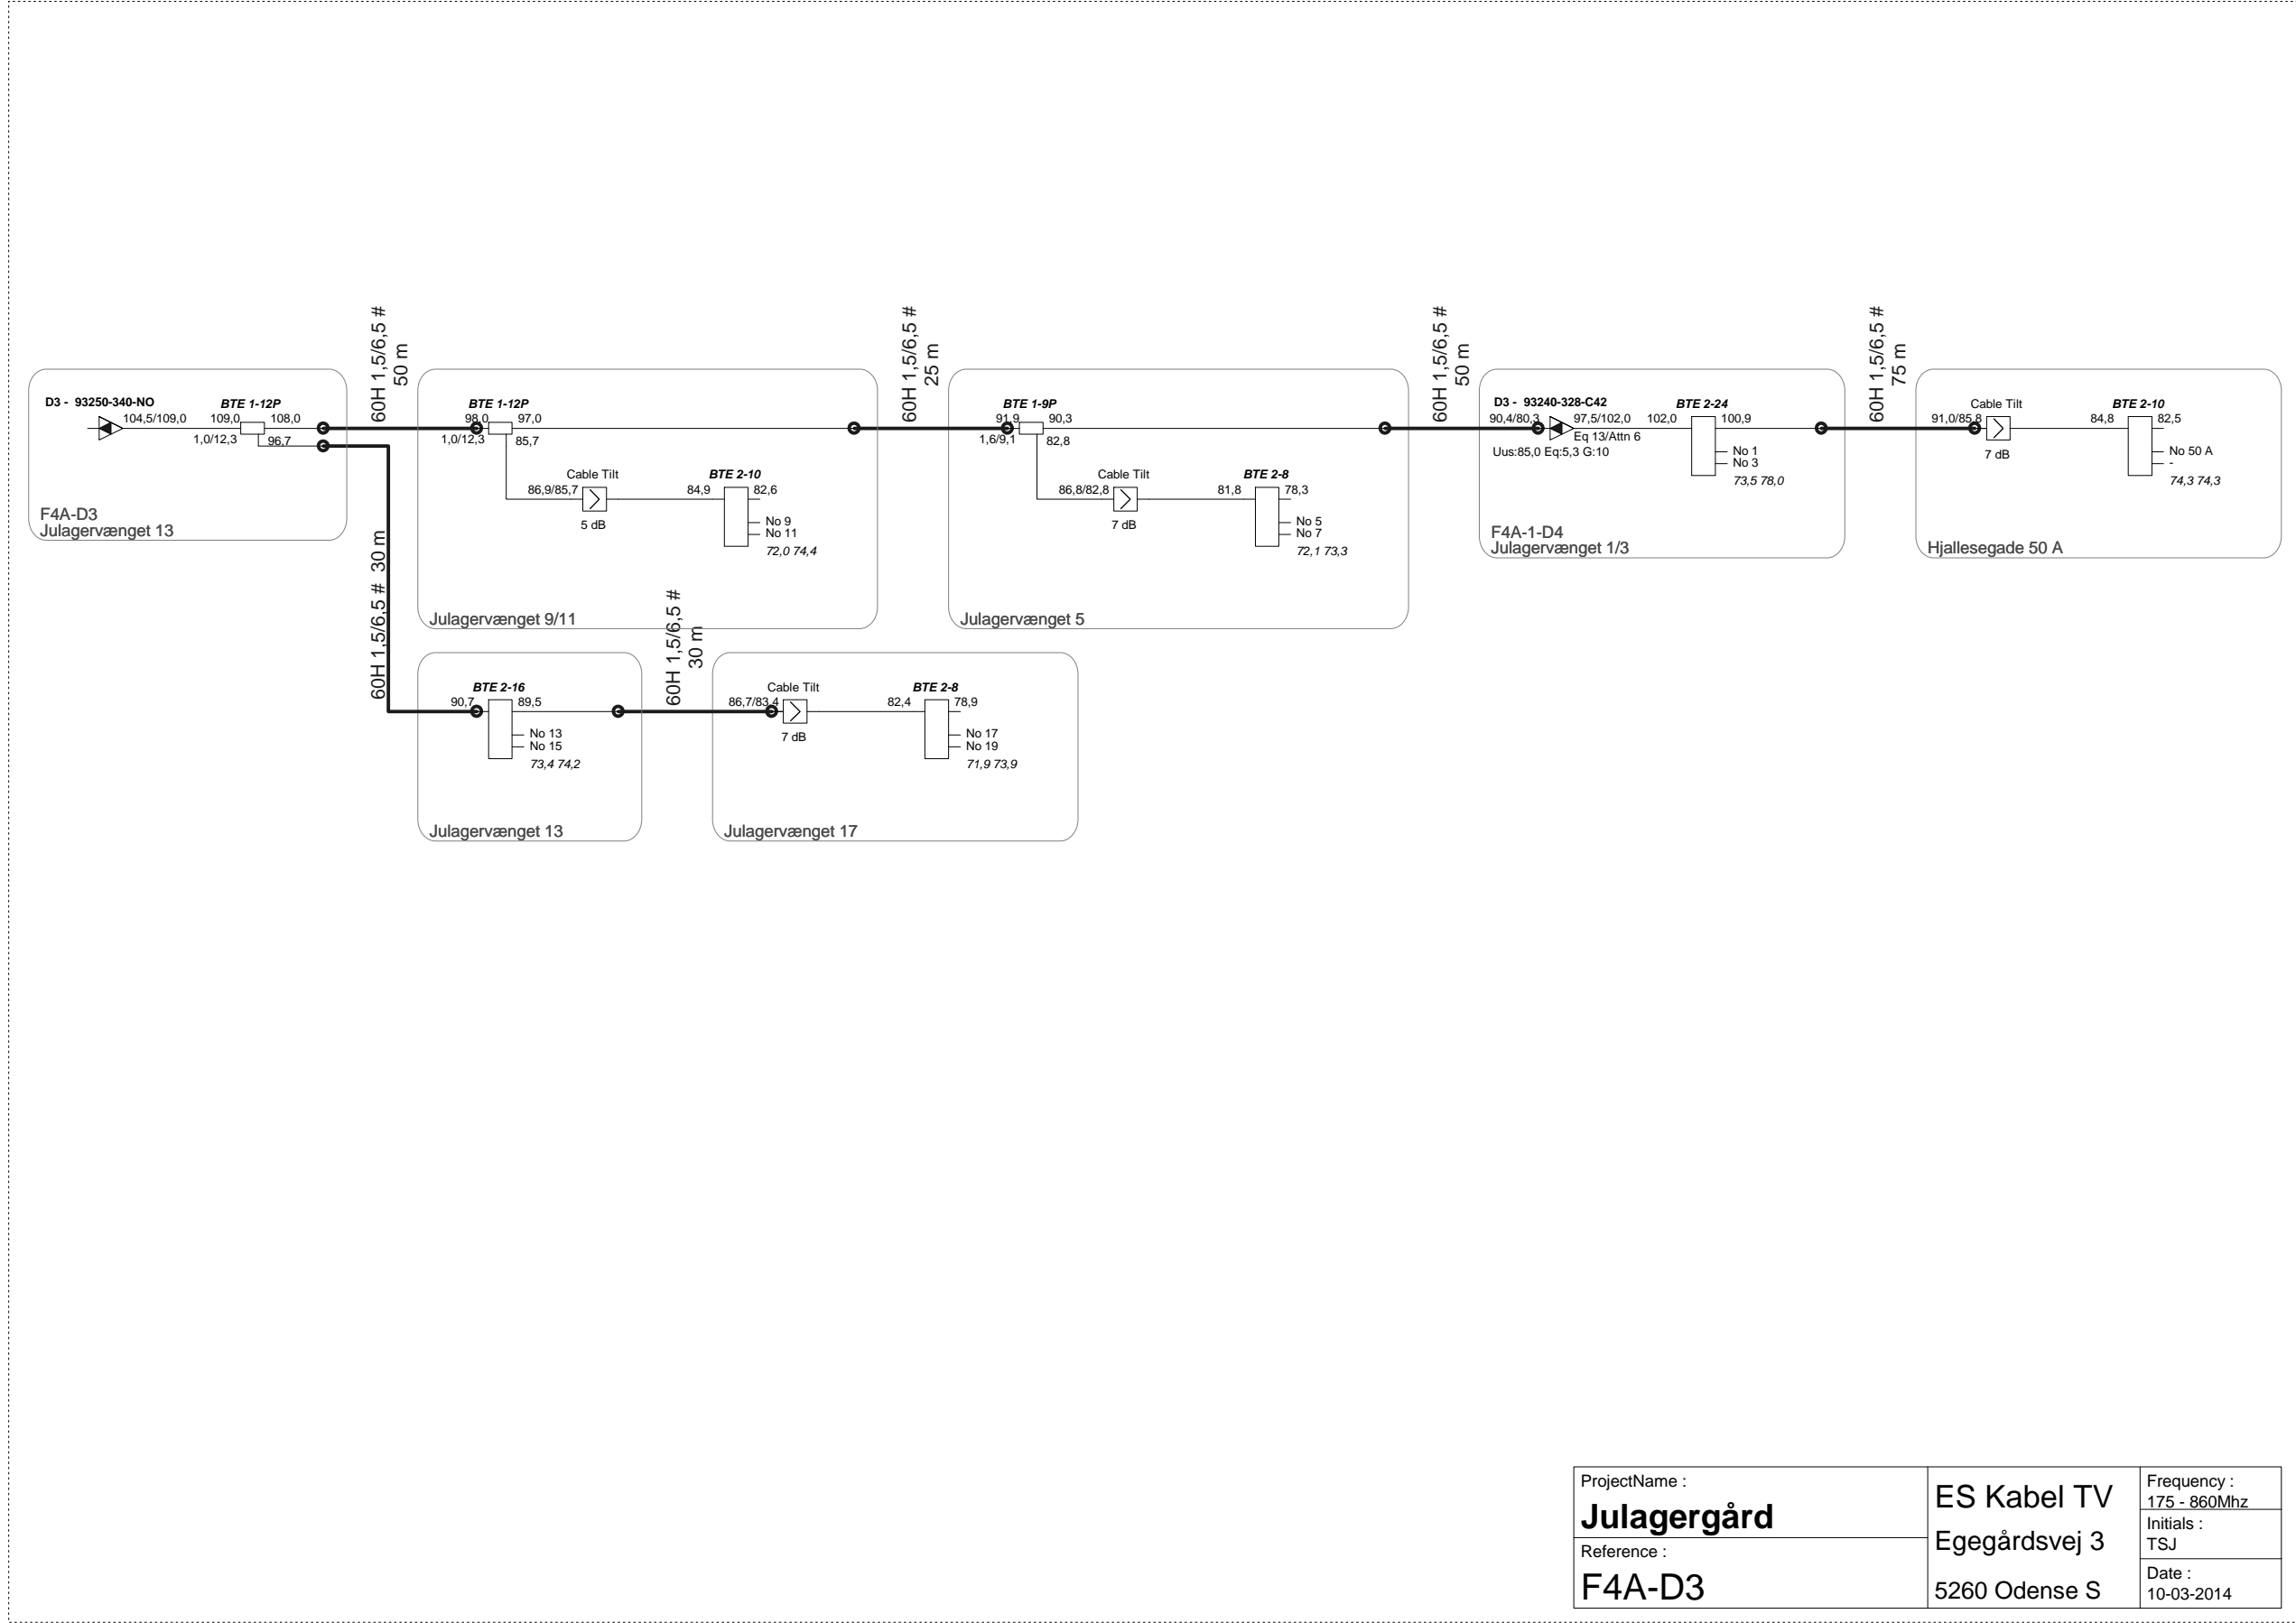 60H 1,5/6,5 #
50 m
60H 1,5/6,5 #
25 m
60H 1,5/6,5 #
50 m
60H 1,5/6,5 #
75 m
D3 -  93250-340-NO
104,5/109,0
BTE 1-12P
109,0
108,0
1,0/12,3
96,7
F4A-D3
Julagervænget 13
BTE 1-12P
98,0
97,0
1,0/12,3
85,7
Cable Tilt
86,9/85,7
5 dB
BTE 2-10
84,9
82,6
No 9
No 11
72,0 74,4
Julagervænget 9/11
BTE 1-9P
91,9
90,3
1,6/9,1
82,8
Cable Tilt
86,8/82,8
7 dB
BTE 2-8
81,8
78,3
No 5
No 7
72,1 73,3
Julagervænget 5
D3 -  93240-328-C42
90,4/80,3
97,5/102,0
Eq 13/Attn 6
Uus:85,0 Eq:5,3 G:10
BTE 2-24
102,0
100,9
No 1
No 3
73,5 78,0
F4A-1-D4
Julagervænget 1/3
Cable Tilt
91,0/85,8
7 dB
BTE 2-10
84,8
82,5
No 50 A
-
74,3 74,3
Hjallesegade 50 A
60H 1,5/6,5 #  30 m
BTE 2-16
90,7
89,5
No 13
No 15
73,4 74,2
Julagervænget 13
60H 1,5/6,5 #
30 m
Cable Tilt
86,7/83,4
7 dB
BTE 2-8
82,4
78,9
No 17
No 19
71,9 73,9
Julagervænget 17
ProjectName :
Julagergård
Reference :
F4A-D3
ES Kabel TV
Egegårdsvej 3
5260 Odense S
Frequency :
175 - 860Mhz
Initials :
TSJ
Date :
10-03-2014